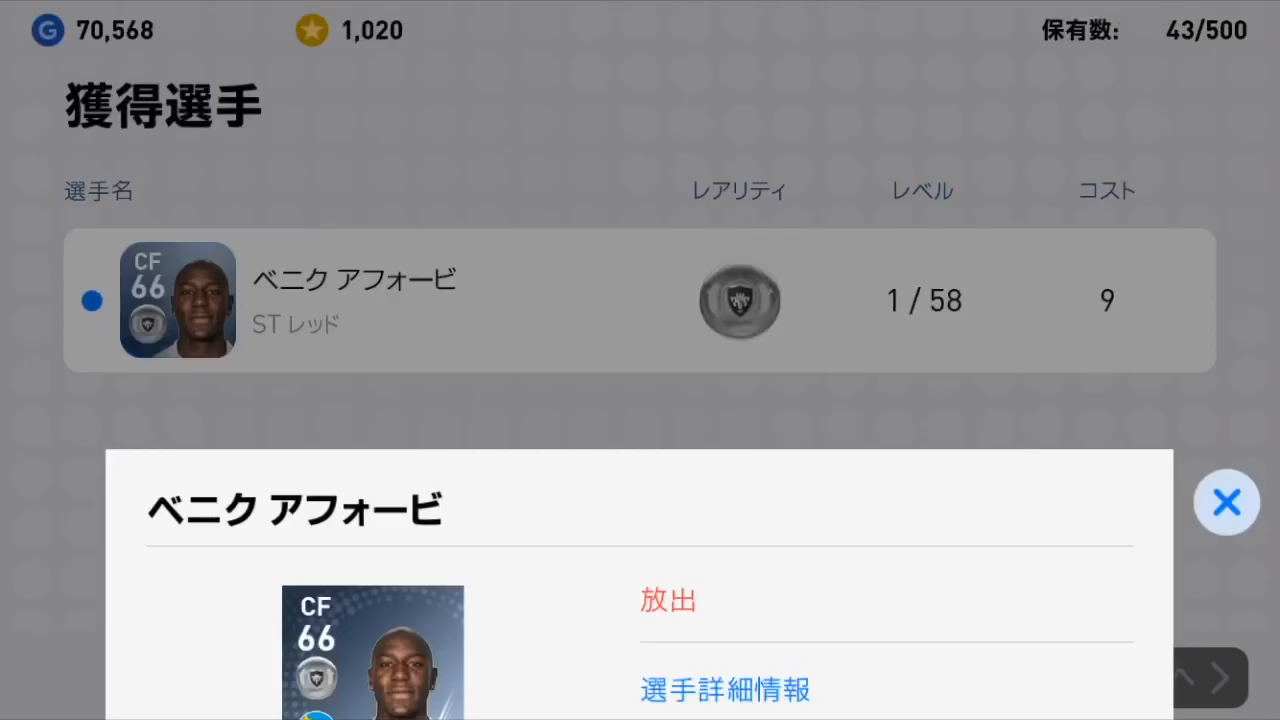 70,568
1,020
保有数: 43/500
獲得選手
選手名 レアリティ レベル コスト
CF
66
ベニク アフォービ
ST レッド
1 / 58
9
ベニク アフォービ
CF
66
放出
選手詳細情報